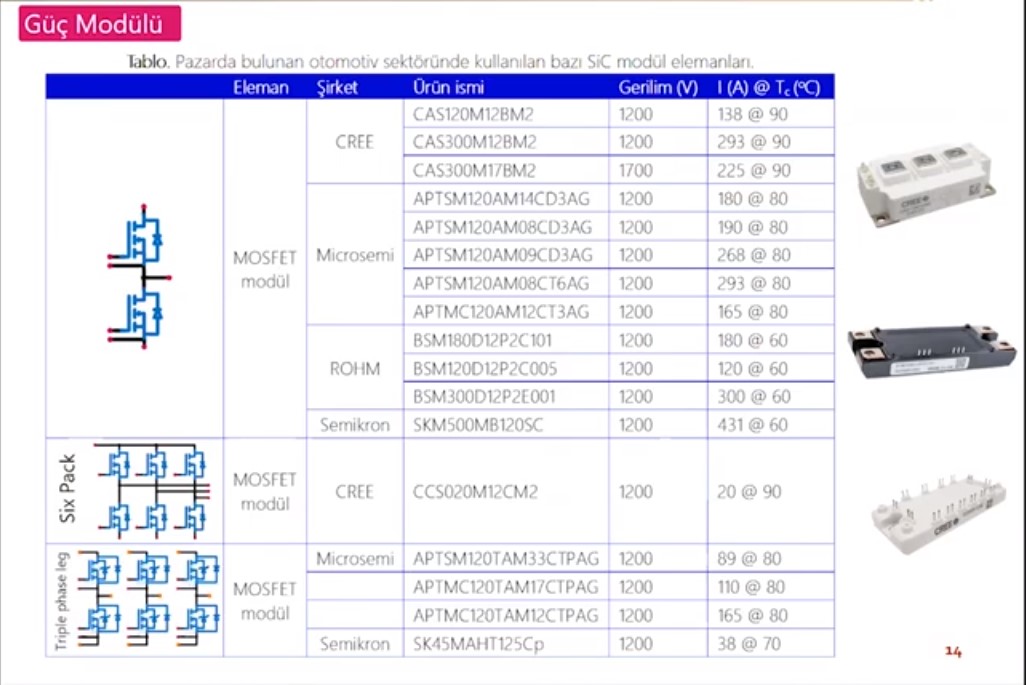 Güç Modülü
Tablo. Pazarda bulunan otomotiv sektöründe kullanılan bazı SiC modül elemanları.
Eleman Şirket Ürün ismi Gerilim (V) I (A) @ Tc (ºC)
MOSFET modül
CREE
CAS120M12BM2 1200 138 @ 90
CAS300M12BM2 1200 293 @ 90
CAS300M17BM2 1700 225 @ 90
Microsemi
APTSM120AM14CD3AG 1200 180 @ 80
APTSM120AM08CD3AG 1200 190 @ 80
APTSM120AM09CD3AG 1200 268 @ 80
APTSM120AM08CT6AG 1200 293 @ 80
APTMC120AM12CT3AG 1200 165 @ 80
ROHM
BSM180D12P2C101 1200 180 @ 60
BSM120D12P2C005 1200 120 @ 60
BSM300D12P2E001 1200 300 @ 60
Semikron SKM500MB120SC 1200 431 @ 60
Six Pack
MOSFET modül
CREE CCS020M12CM2 1200 20 @ 90
Triple phase leg
MOSFET modül
Microsemi APTSM120TAM33CTPAG 1200 89 @ 80
APTMC120TAM17CTPAG 1200 110 @ 80
APTMC120TAM12CTPAG 1200 165 @ 80
Semikron SK45MAHT125Cp 1200 38 @ 70
CREE
CREE
14